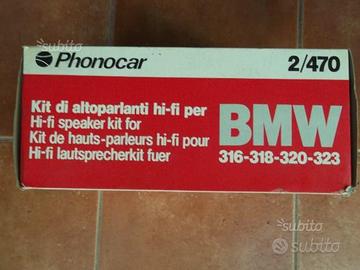 subito
Phonocar
2/470
Kit di altoparlanti hi-fi per
Hi-fi speaker kit for
Kit de hauts-parleurs hi-fi pour
Hi-fi lautsprecherkit fuer
BMW
316-318-320-323
subito
subito